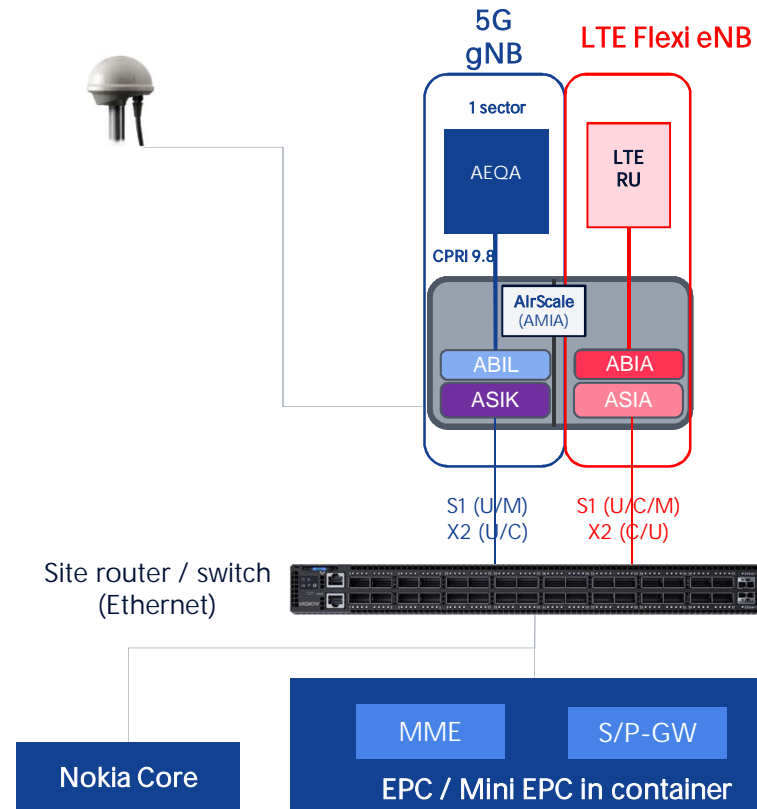 5G
gNB
LTE Flexi eNB
1 sector
AEQA
LTE
RU
CPRI 9.8
AirScale
(AMIA)
ABIL
ABIA
ASIK
ASIA
S1 (U/M)
X2 (U/C)
S1 (U/C/M)
X2 (C/U)
Site router / switch
(Ethernet)
NOKIA
MME
S/P-GW
Nokia Core
EPC / Mini EPC in container